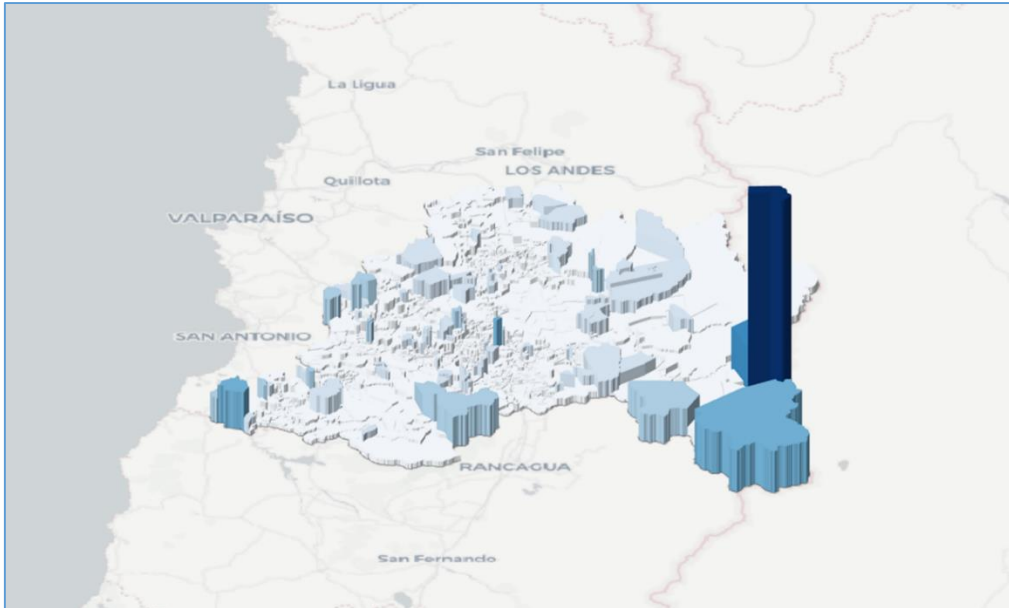 La Ligua
San Felipe
LOS ANDES
Quillota
VALPARAÍSO
SAN ANTONIO
RANCAGUA
San Fernando